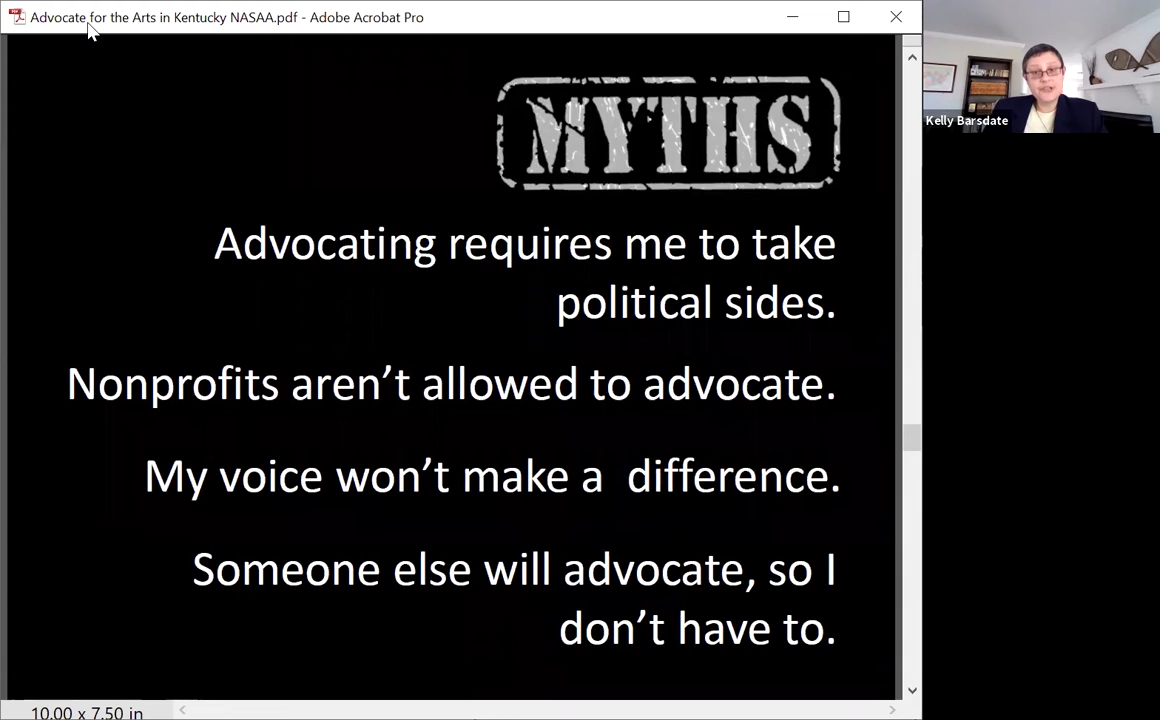 Advocate for the Arts in Kentucky NASAA.pdf - Adobe Acrobat Pro
Kelly Barsdate
MYTHS
Advocating requires me to take
political sides.
Nonprofits aren’t allowed to advocate.
My voice won’t make a  difference.
Someone else will advocate, so I
don’t have to.
10.00 x 7.50 in